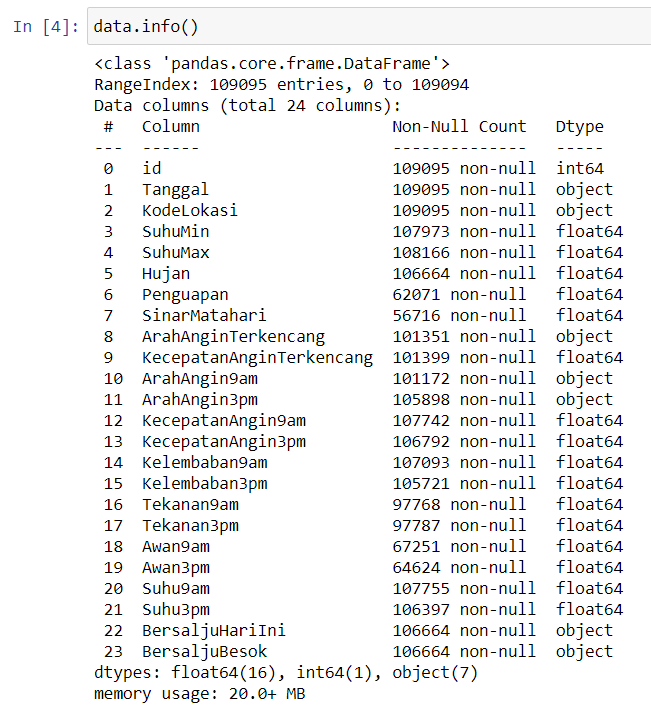 In [4]: data.info()
<class 'pandas.core.frame.DataFrame'>
RangeIndex: 109095 entries, 0 to 109094
Data columns (total 24 columns):
 #   Column                    Non-Null Count   Dtype
---  ------                    --------------   -----
 0   id                        109095 non-null  int64
 1   Tanggal                   109095 non-null  object
 2   KodeLokasi                109095 non-null  object
 3   SuhuMin                   107973 non-null  float64
 4   SuhuMax                   108166 non-null  float64
 5   Hujan                     106664 non-null  float64
 6   Penguapan                 62071 non-null   float64
 7   SinarMatahari             56716 non-null   float64
 8   ArahAnginTerkencang       101351 non-null  object
 9   KecepatanAnginTerkencang  101399 non-null  float64
 10  ArahAngin9am              101172 non-null  object
 11  ArahAngin3pm              105898 non-null  object
 12  KecepatanAngin9am         107742 non-null  float64
 13  KecepatanAngin3pm         106792 non-null  float64
 14  Kelembaban9am             107093 non-null  float64
 15  Kelembaban3pm             105721 non-null  float64
 16  Tekanan9am                97768 non-null   float64
 17  Tekanan3pm                97787 non-null   float64
 18  Awan9am                   67251 non-null   float64
 19  Awan3pm                   64624 non-null   float64
 20  Suhu9am                   107755 non-null  float64
 21  Suhu3pm                   106397 non-null  float64
 22  BersaljuHariIni           106664 non-null  object
 23  BersaljuBesok             106664 non-null  object
dtypes: float64(16), int64(1), object(7)
memory usage: 20.0+ MB